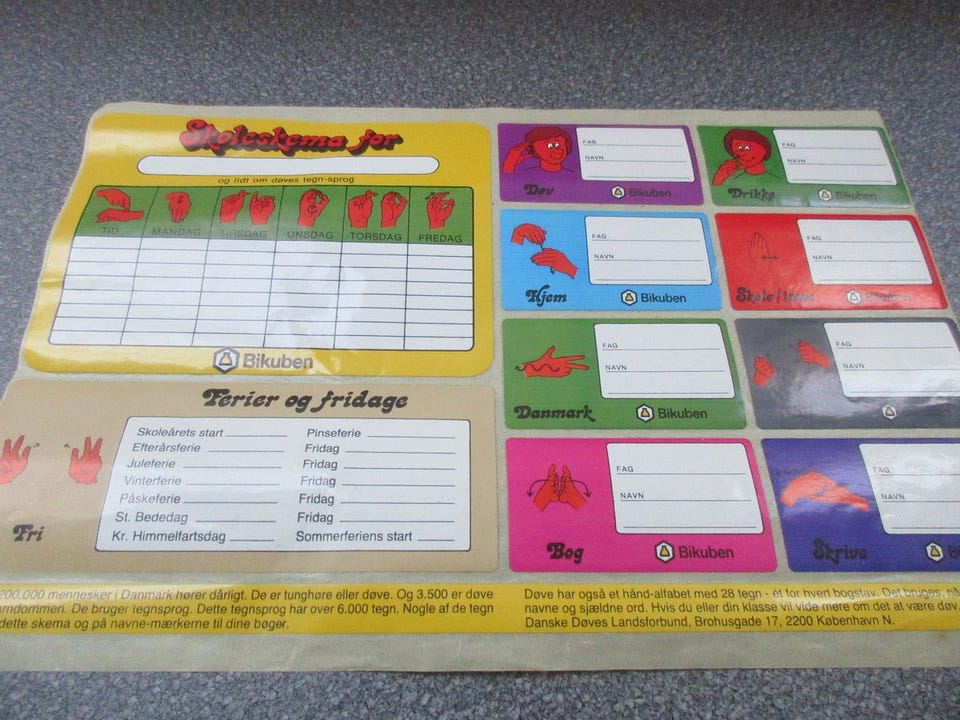 Skoleskema for
og lidt om døves tegn-sprog
TID MANDAG TIRSDAG ONSDAG TORSDAG FREDAG
Bikuben
Ferier og fridage
Skoleårets start
Efterårsferie
Juleferie
Vinterferie
Påskeferie
St. Bededag
Kr. Himmelfartsdag
Pinseferie
Fridag
Fridag
Fridag
Fridag
Fridag
Sommerferiens start
Fri
FAG
NAVN
Døv
Bikuben
FAG
NAVN
Drikke
Bikuben
FAG
NAVN
Hjem
Bikuben
FAG
NAVN
Skole/
Bikuben
FAG
NAVN
Danmark
Bikuben
FAG
NAVN
FAG
NAVN
Bog
Bikuben
FAG
NAVN
Skrive
200.000 mennesker i Danmark hører dårligt. De er tunghøre eller døve. Og 3.500 er døve
De bruger tegnsprog. Dette tegnsprog har over 6.000 tegn. Nogle af de tegn
dette skema og på navne-mærkerne til dine bøger.
Døve har også et hånd-alfabet med 28 tegn - et for hvert bogstav. Det bruges, nå
navne og sjældne ord. Hvis du eller din klasse vil vide mere om det at være døv.
Danske Døves Landsforbund, Brohusgade 17, 2200 København N.